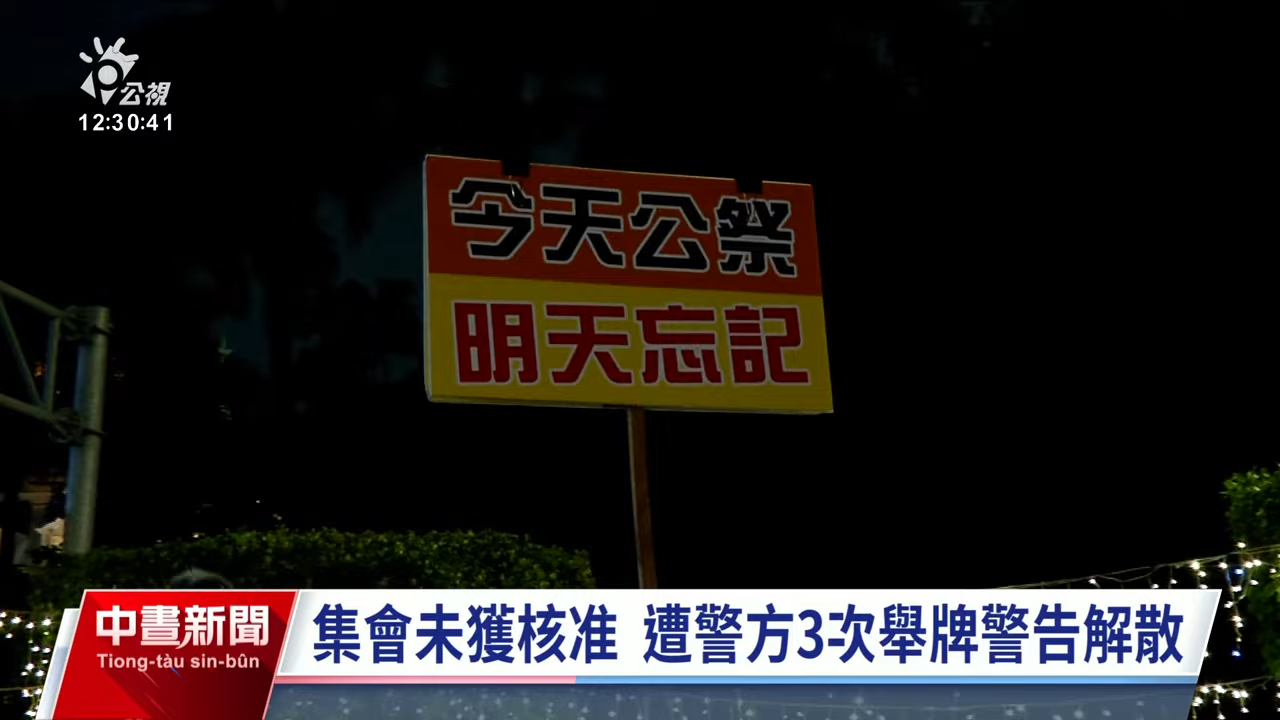 公視
12:30:41
今天公祭
明天忘記
中晝新聞
Tiong-tàu sin-bûn
集會未獲核准 遭警方3次舉牌警告解散